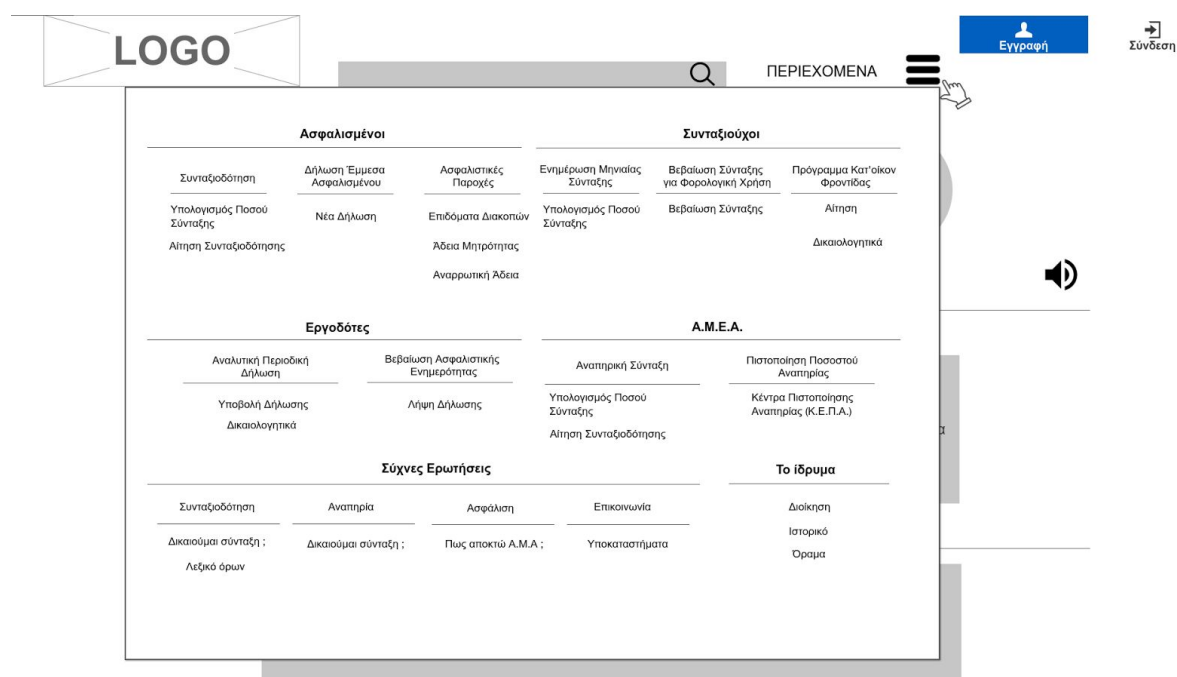 LOGO
Εγγραφή
Σύνδεση
ΠΕΡΙΕΧΟΜΕΝΑ
Ασφαλισμένοι
Συνταξιοδότηση
Υπολογισμός Ποσού
Σύνταξης
Αίτηση Συνταξιοδότησης
Δήλωση Έμμεσα
Ασφαλισμένου
Νέα Δήλωση
Ασφαλιστικές
Παροχές
Επιδόματα Διακοπών
Άδεια Μητρότητας
Αναρρωτική Άδεια
Συνταξιούχοι
Ενημέρωση Μηνιαίας
Σύνταξης
Υπολογισμός Ποσού
Σύνταξης
Βεβαίωση Σύνταξης
για Φορολογική Χρήση
Βεβαίωση Σύνταξης
Πρόγραμμα Κατ'οίκον
Φροντίδας
Αίτηση
Δικαιολογητικά
Εργοδότες
Αναλυτική Περιοδική
Δήλωση
Υποβολή Δήλωσης
Δικαιολογητικά
Βεβαίωση Ασφαλιστικής
Ενημερότητας
Λήψη Δήλωσης
Α.Μ.Ε.Α.
Αναπηρική Σύνταξη
Υπολογισμός Ποσού
Σύνταξης
Αίτηση Συνταξιοδότησης
Πιστοποίηση Ποσοστού
Αναπηρίας
Κέντρα Πιστοποίησης
Αναπηρίας (Κ.Ε.Π.Α.)
Σύχνες Ερωτήσεις
Συνταξιοδότηση
Δικαιούμαι σύνταξη ;
Λεξικό όρων
Αναπηρία
Δικαιούμαι σύνταξη ;
Ασφάλιση
Πως αποκτώ Α.Μ.Α ;
Επικοινωνία
Υποκαταστήματα
Το ίδρυμα
Διοίκηση
Ιστορικό
Όραμα